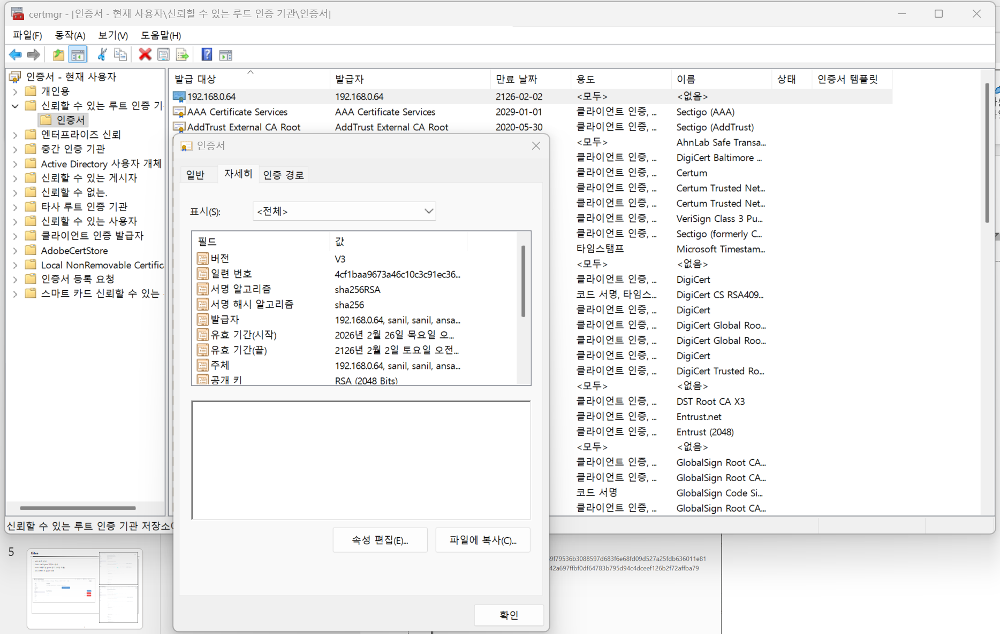 certmgr - [인증서 - 현재 사용자\신뢰할 수 있는 루트 인증 기관\인증서]
파일(F) 동작(A) 보기(V) 도움말(H)
인증서 - 현재 사용자
개인용
신뢰할 수 있는 루트 인증 기
인증서
엔터프라이즈 신뢰
중간 인증 기관
Active Directory 사용자 개체
신뢰할 수 있는 게시자
신뢰할 수 없는.
타사 루트 인증 기관
신뢰할 수 있는 사용자
클라이언트 인증 발급자
AdobeCertStore
Local NonRemovable Certific
인증서 등록 요청
스마트 카드 신뢰할 수 있는
발급 대상 발급자 만료 날짜 용도 이름 상태 인증서 템플릿
192.168.0.64 192.168.0.64 2126-02-02 <모두> <없음>
AAA Certificate Services AAA Certificate Services 2029-01-01 클라이언트 인증, ... Sectigo (AAA)
AddTrust External CA Root AddTrust External CA Root 2020-05-30 클라이언트 인증, ... Sectigo (AddTrust)
<모두> AhnLab Safe Transa...
클라이언트 인증, ... DigiCert Baltimore ...
클라이언트 인증, ... Certum
클라이언트 인증, ... Certum Trusted Net...
클라이언트 인증, ... Certum Trusted Net...
클라이언트 인증, ... VeriSign Class 3 Pu...
클라이언트 인증, ... Sectigo (formerly C...
타임스탬프 Microsoft Timestam...
<모두> <없음>
클라이언트 인증, ... DigiCert
코드 서명, 타임스... DigiCert CS RSA409...
클라이언트 인증, ... DigiCert
클라이언트 인증, ... DigiCert Global Roo...
클라이언트 인증, ... DigiCert Global Roo...
클라이언트 인증, ... DigiCert
클라이언트 인증, ... DigiCert Trusted Ro...
<모두> <없음>
클라이언트 인증, ... DST Root CA X3
클라이언트 인증, ... Entrust.net
클라이언트 인증, ... Entrust (2048)
<모두> <없음>
클라이언트 인증, ... GlobalSign Root CA...
클라이언트 인증, ... GlobalSign Root CA...
코드 서명 GlobalSign Code Si...
클라이언트 인증, ... GlobalSign Root CA...
인증서
일반 자세히 인증 경로
표시(S): <전체>
필드 값
버전 V3
일련 번호 4cf1baa9673a46c10c3c91ec36...
서명 알고리즘 sha256RSA
서명 해시 알고리즘 sha256
발급자 192.168.0.64, sanil, sanil, ansa...
유효 기간(시작) 2026년 2월 26일 목요일 오...
유효 기간(끝) 2126년 2월 2일 토요일 오전...
주체 192.168.0.64, sanil, sanil, ansa...
공개 키 RSA (2048 Bits)
속성 편집(E)... 파일에 복사(C)...
확인
신뢰할 수 있는 루트 인증 기관 저장소
5
Gitea
9f79536b3088597d683f6e68fd09d527a25fdb636011e81
42a697ffbf0df64783b795d94c4dceef126b2f72affba79